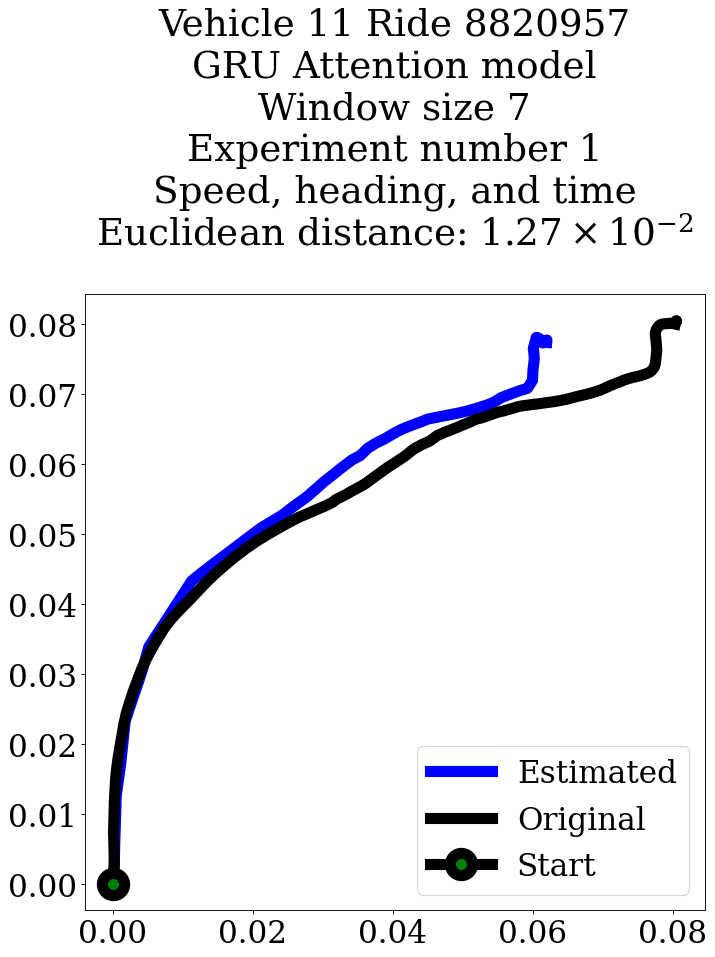 Vehicle 11 Ride 8820957
GRU Attention model
Window size 7
Experiment number 1
Speed, heading, and time
Euclidean distance: 1.27 × 10⁻²
0.08
0.07
0.06
0.05
0.04
0.03
0.02
0.01
0.00
Estimated
Original
Start
0.00 0.02 0.04 0.06 0.08